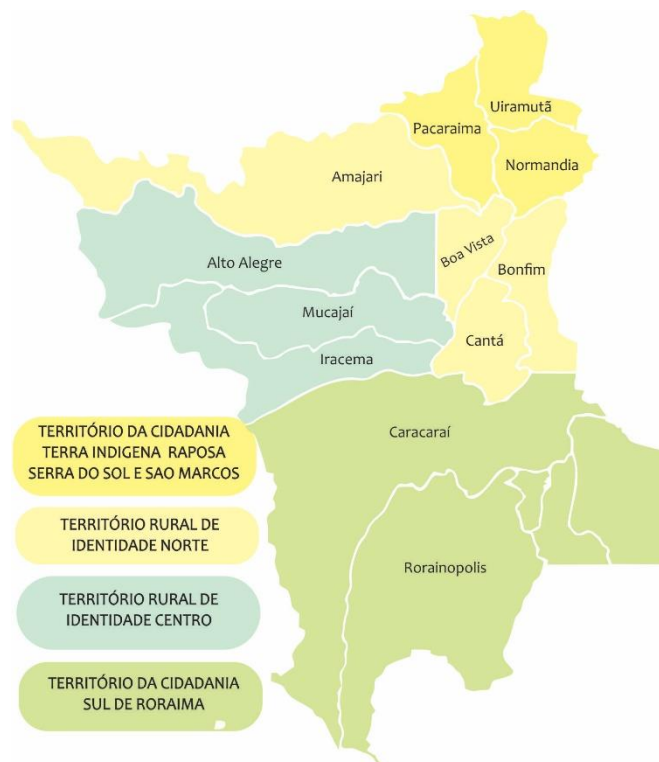 Uiramutã
Pacaraima
Normandia
Amajari
Boa Vista
Alto Alegre
Bonfim
Mucajaí
Cantá
Iracema
Caracaraí
Rorainopolis
TERRITÓRIO DA CIDADANIA
TERRA INDIGENA RAPOSA
SERRA DO SOL E SAO MARCOS
TERRITÓRIO RURAL DE
IDENTIDADE NORTE
TERRITÓRIO RURAL DE
IDENTIDADE CENTRO
TERRITÓRIO DA CIDADANIA
SUL DE RORAIMA